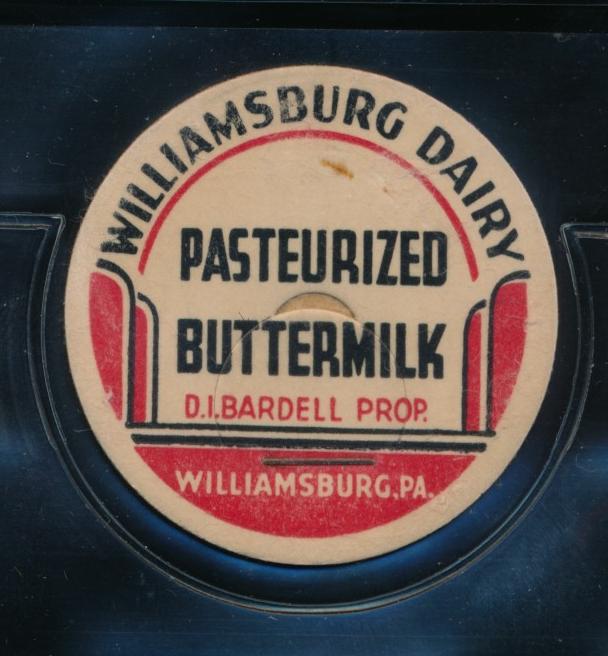 WILLIAMSBURG DAIRY
PASTEURIZED
BUTTERMILK
D.I.BARDELL PROP.
WILLIAMSBURG,PA.